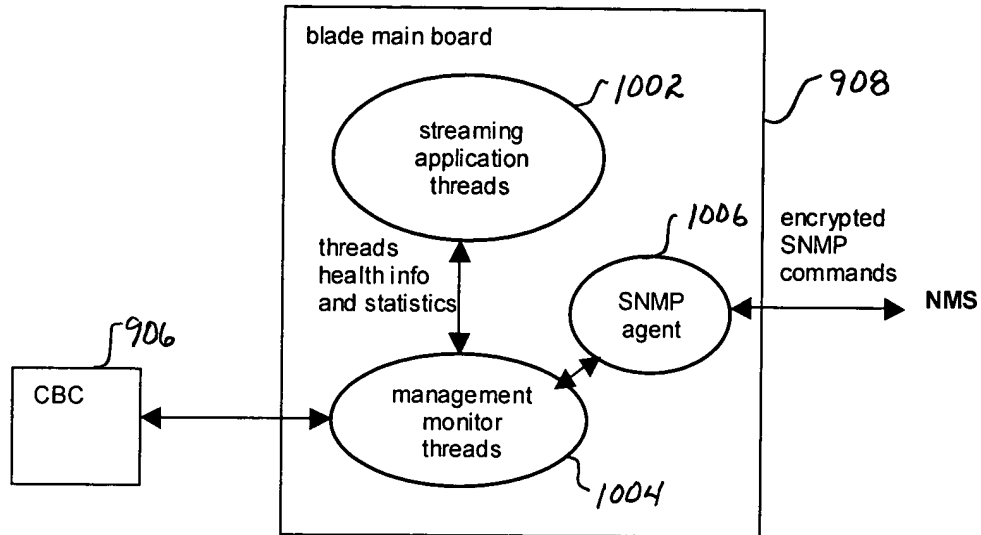 blade main board
1002
908
streaming
application
threads
1006
encrypted
SNMP
commands
threads
health info
and statistics
SNMP
agent
NMS
906
CBC
management
monitor
threads
1004